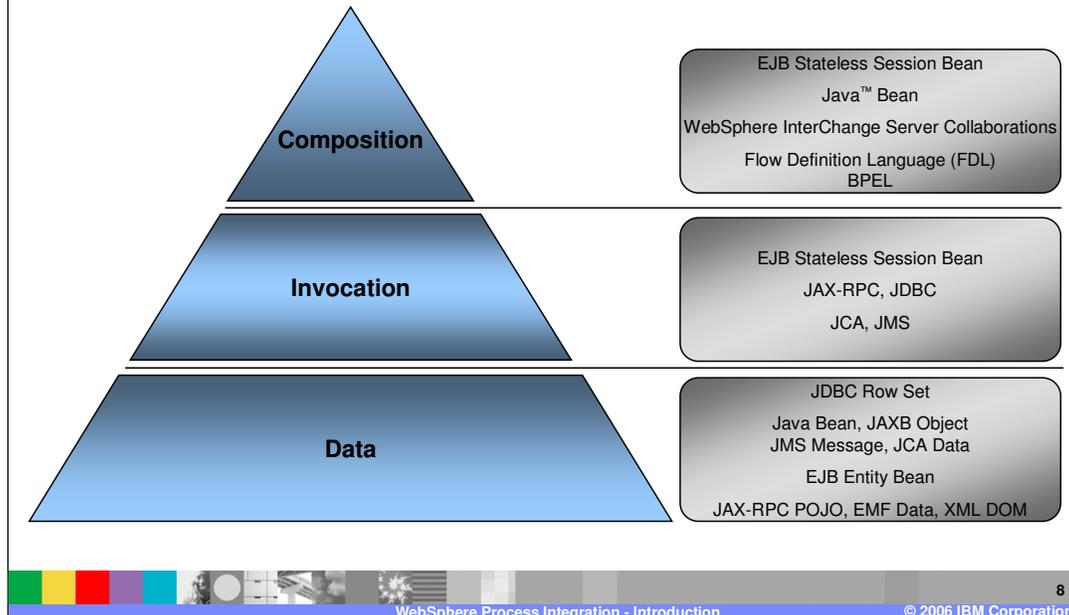 Composition
EJB Stateless Session Bean
Java™ Bean
WebSphere InterChange Server Collaborations
Flow Definition Language (FDL)
BPEL
Invocation
EJB Stateless Session Bean
JAX-RPC, JDBC
JCA, JMS
Data
JDBC Row Set
Java Bean, JAXB Object
JMS Message, JCA Data
EJB Entity Bean
JAX-RPC POJO, EMF Data, XML DOM
8
WebSphere Process Integration - Introduction
© 2006 IBM Corporation